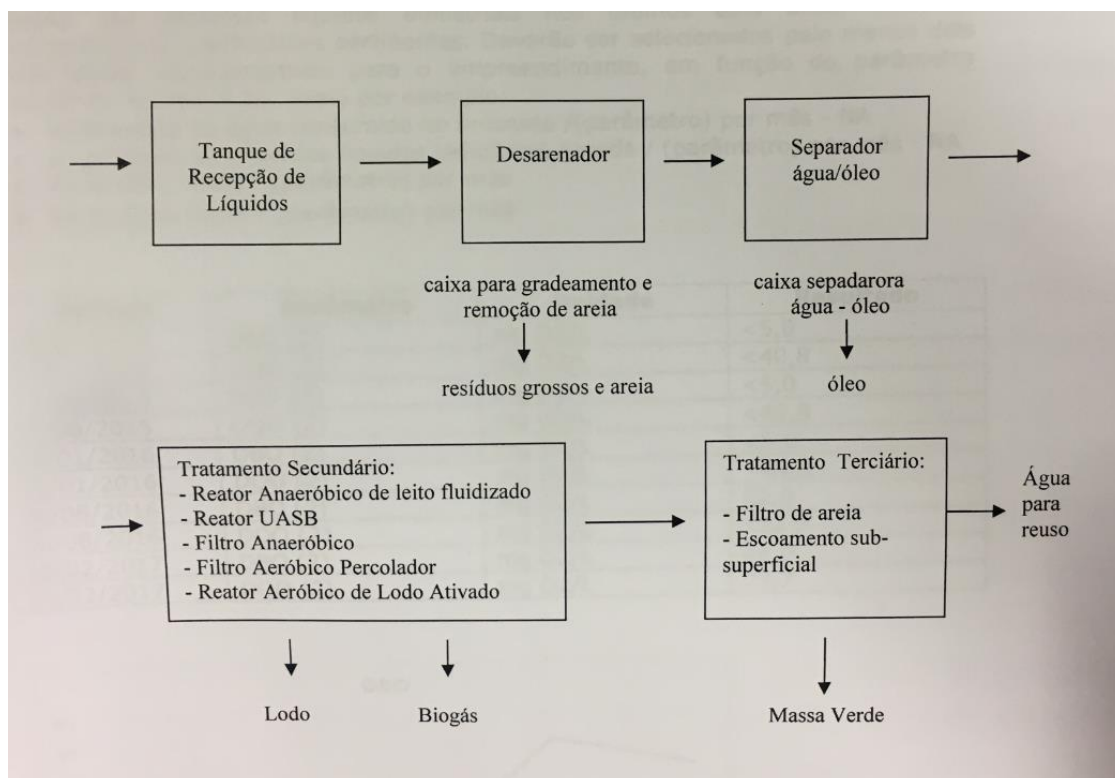 Tanque de
Recepção de
Líquidos
Desarenador
Separador
água/óleo
caixa para gradeamento e
remoção de areia
resíduos grossos e areia
caixa sepadarora
água - óleo
óleo
Tratamento Secundário:
- Reator Anaeróbico de leito fluidizado
- Reator UASB
- Filtro Anaeróbico
- Filtro Aeróbico Percolador
- Reator Aeróbico de Lodo Ativado
Tratamento Terciário:
- Filtro de areia
- Escoamento sub-
superficial
Água
para
reuso
Lodo
Biogás
Massa Verde